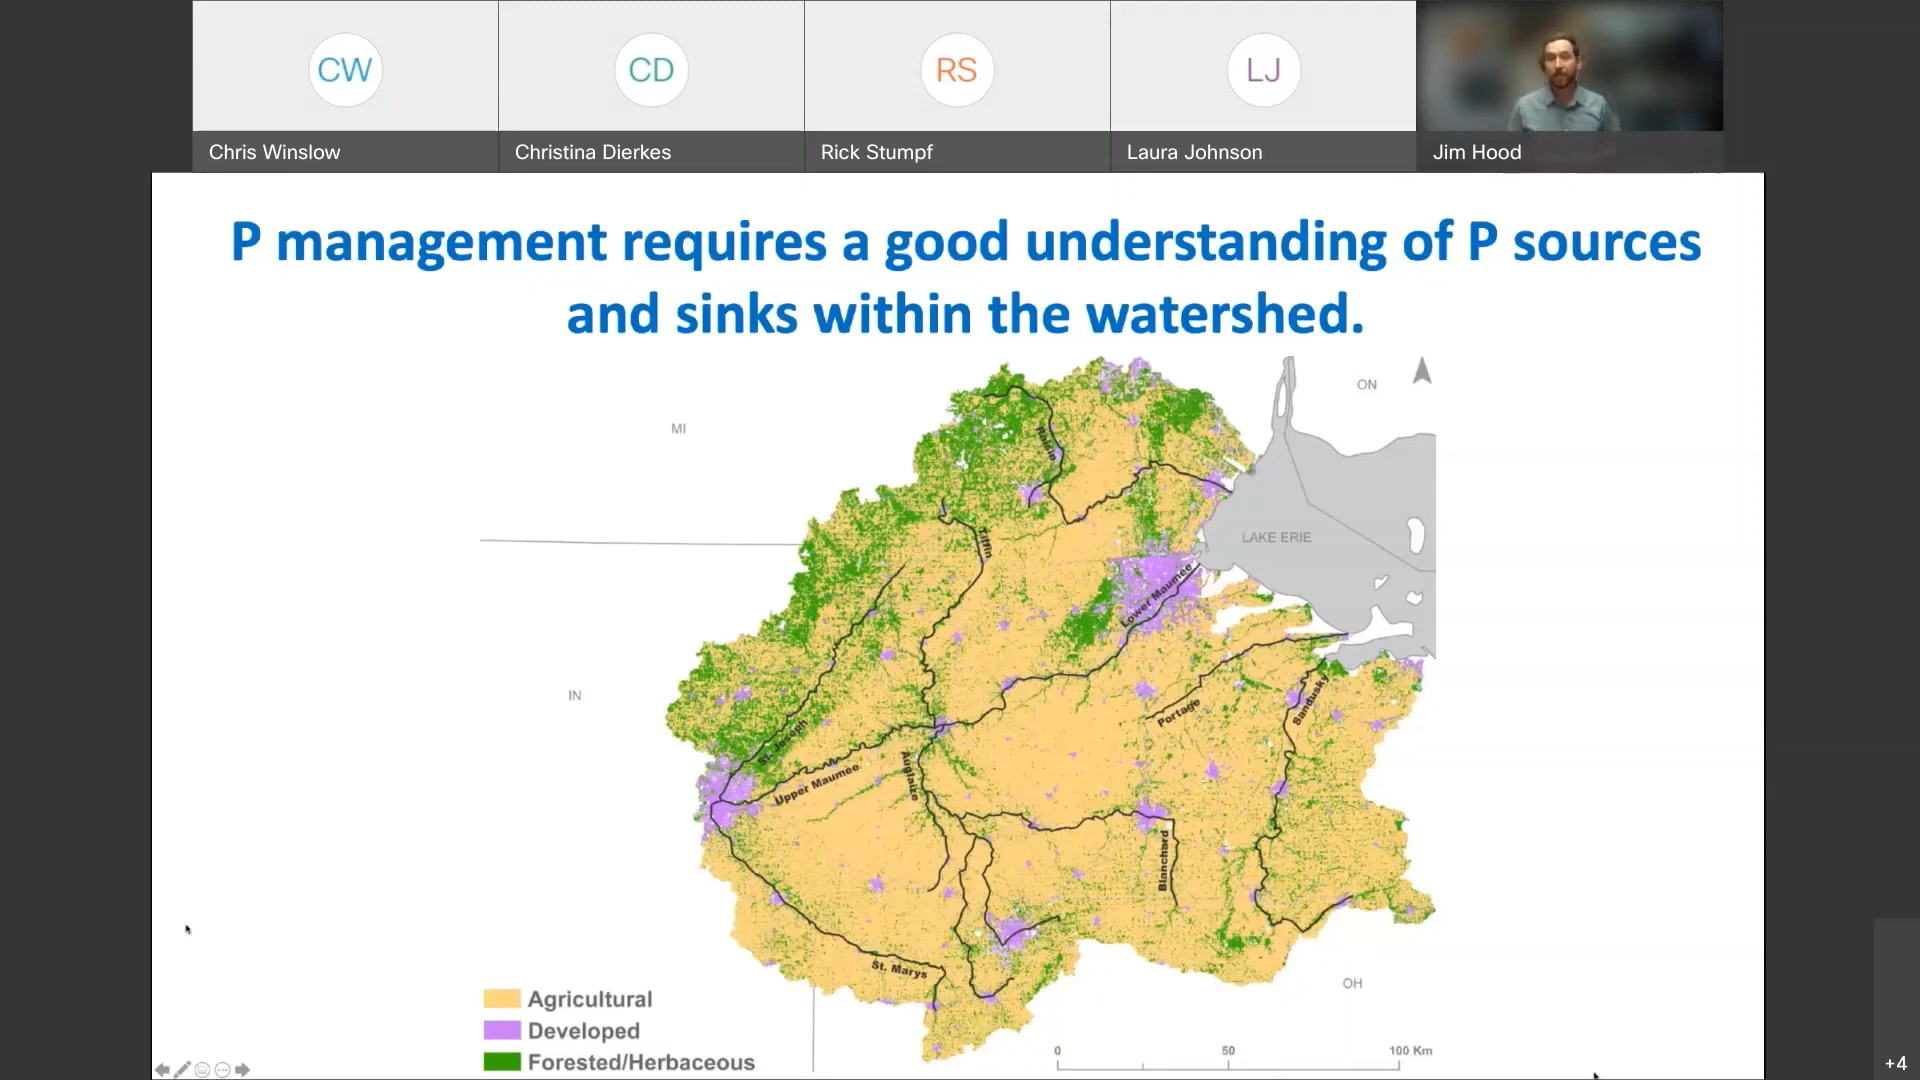 CW
CD
RS
LJ
Chris Winslow
Christina Dierkes
Rick Stumpf
Laura Johnson
Jim Hood
P management requires a good understanding of P sources
and sinks within the watershed.
ON
MI
Raisin
Tiffin
LAKE ERIE
Lower Maumee
IN
St. Joseph
Upper Maumee
Auglaize
Portage
Sandusky
Blanchard
St. Marys
OH
Agricultural
Developed
Forested/Herbaceous
0 50 100 Km
+4